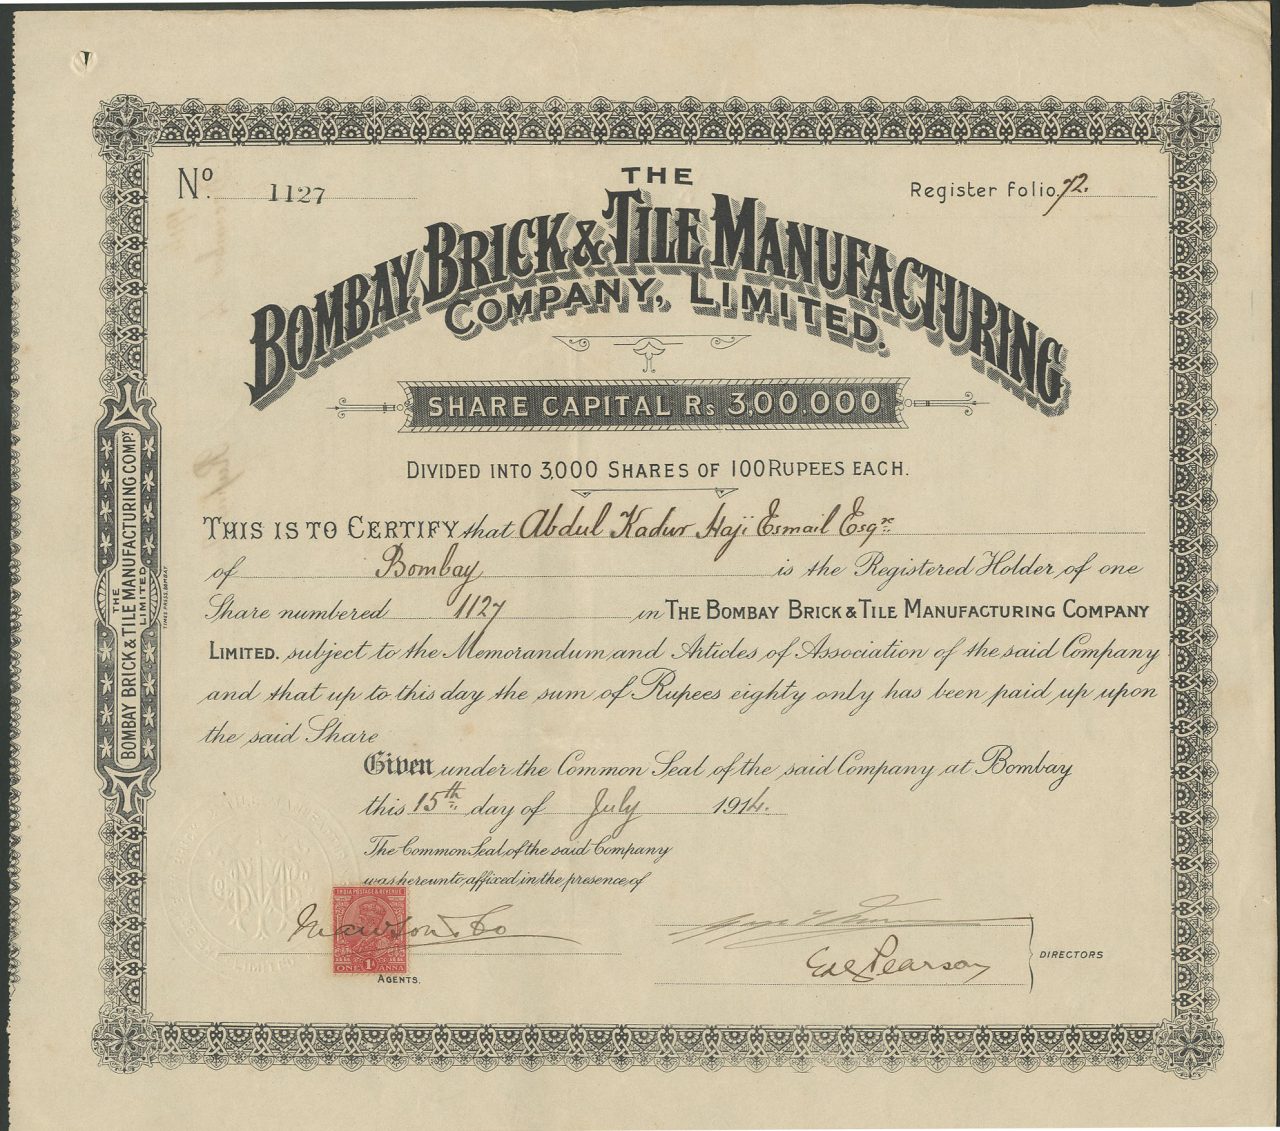 No. 1127
Register folio 72.
THE
BOMBAY BRICK & TILE MANUFACTURING
COMPANY, LIMITED.
SHARE CAPITAL Rs 3,00,000
DIVIDED INTO 3,000 SHARES OF 100 RUPEES EACH.
THIS IS TO CERTIFY that Abdul Kadur Haji Esmail Esqre
of Bombay is the Registered Holder of one
Share numbered 1127 in THE BOMBAY BRICK & TILE MANUFACTURING COMPANY
LIMITED. subject to the Memorandum and Articles of Association of the said Company
and that up to this day the sum of Rupees eighty only has been paid up upon
the said Share
Given under the Common Seal of the said Company at Bombay
this 15th day of July 1914.
The Common Seal of the said Company
was hereunto affixed in the presence of
Mawson & Co
AGENTS.
INDIA POSTAGE & REVENUE
ONE 1A ANNA
Pearson
DIRECTORS
THE
BOMBAY BRICK & TILE MANUFACTURING COMPY.
LIMITED
TIMES PRESS, BOMBAY